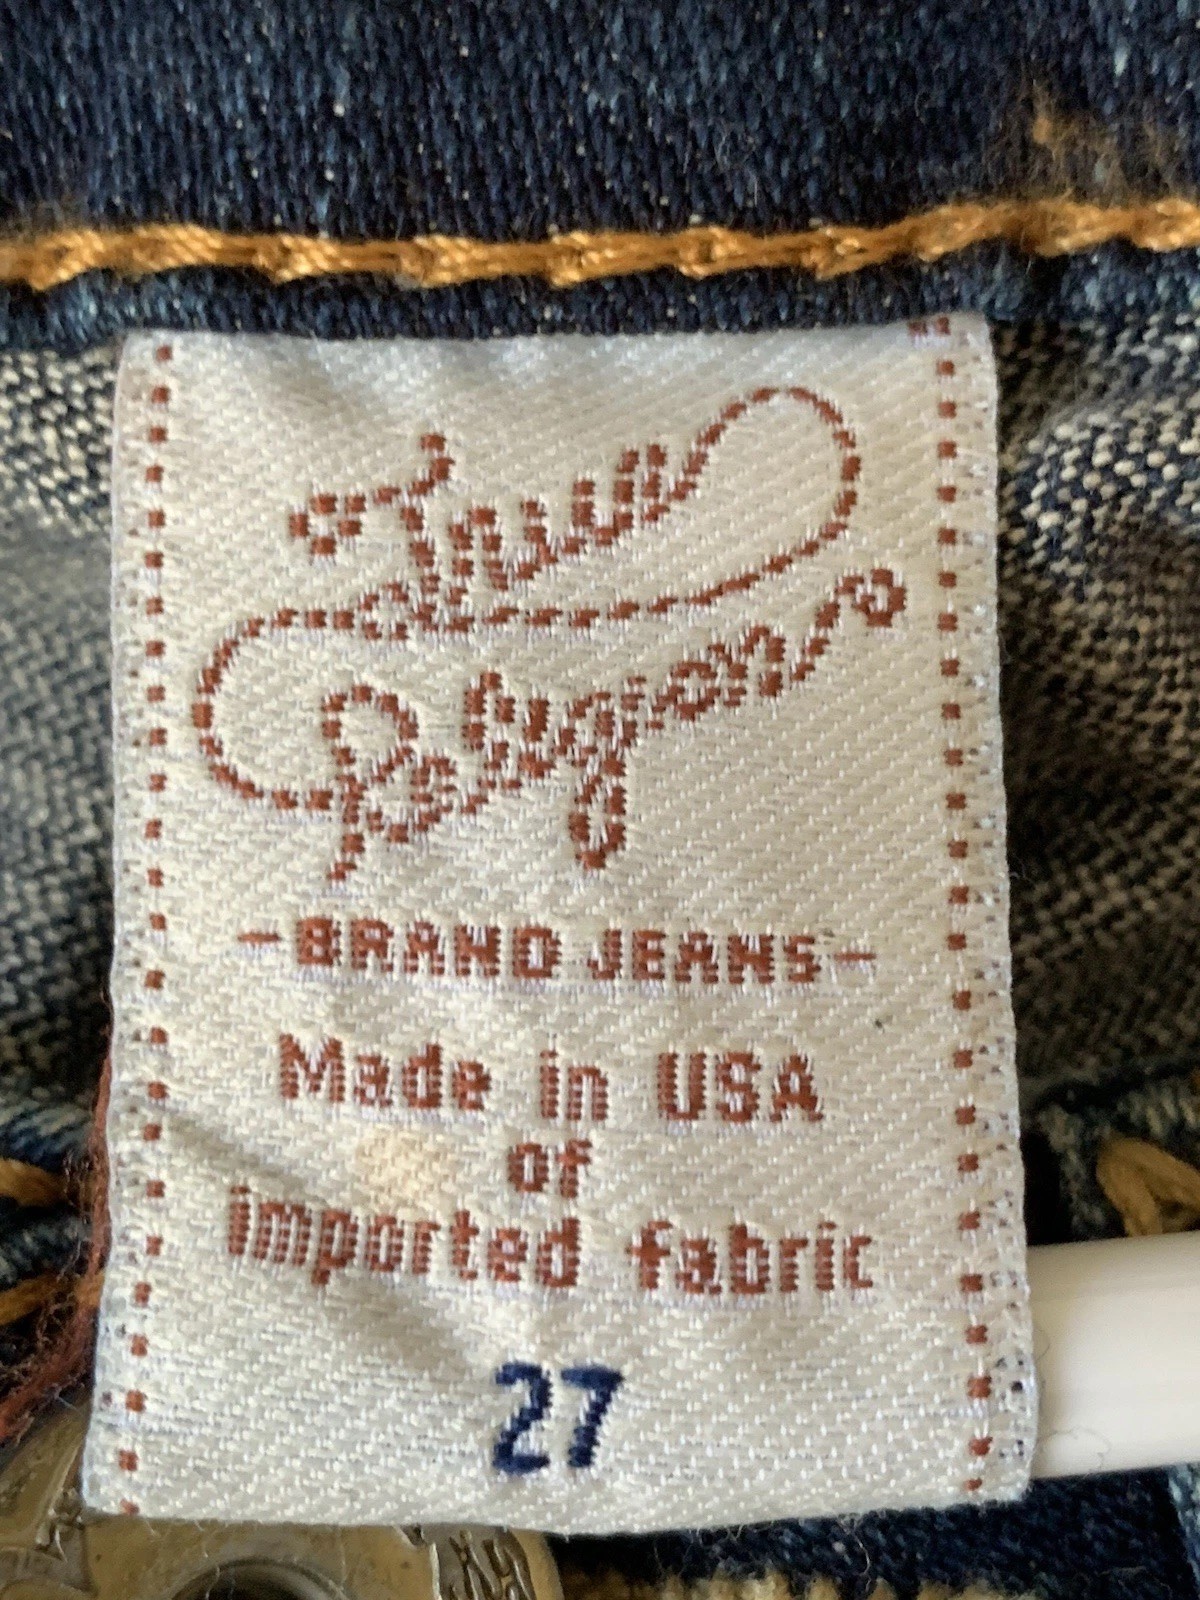 True
Religion
-BRAND JEANS-
Made in USA
of
imported fabric
27